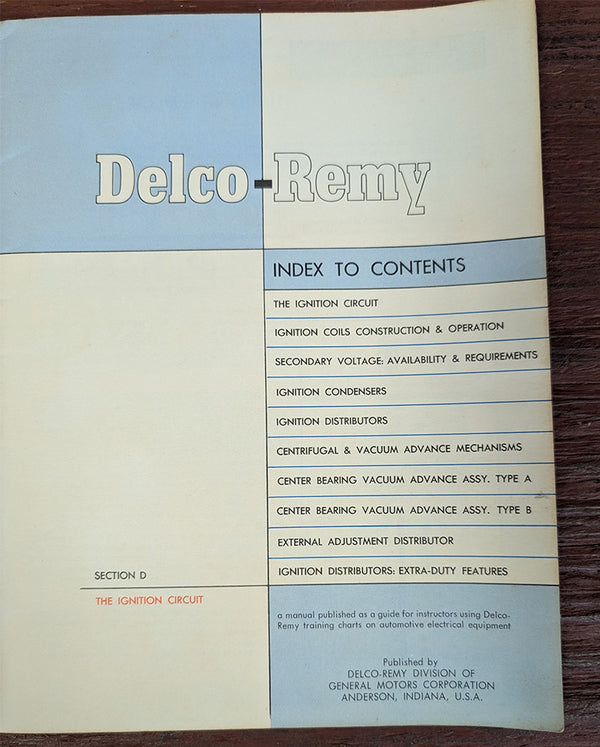 Delco-Remy
INDEX TO CONTENTS
THE IGNITION CIRCUIT
IGNITION COILS CONSTRUCTION & OPERATION
SECONDARY VOLTAGE: AVAILABILITY & REQUIREMENTS
IGNITION CONDENSERS
IGNITION DISTRIBUTORS
CENTRIFUGAL & VACUUM ADVANCE MECHANISMS
CENTER BEARING VACUUM ADVANCE ASSY. TYPE A
CENTER BEARING VACUUM ADVANCE ASSY. TYPE B
EXTERNAL ADJUSTMENT DISTRIBUTOR
IGNITION DISTRIBUTORS: EXTRA-DUTY FEATURES
SECTION D
THE IGNITION CIRCUIT
a manual published as a guide for instructors using Delco-
Remy training charts on automotive electrical equipment
Published by
DELCO-REMY DIVISION OF
GENERAL MOTORS CORPORATION
ANDERSON, INDIANA, U.S.A.